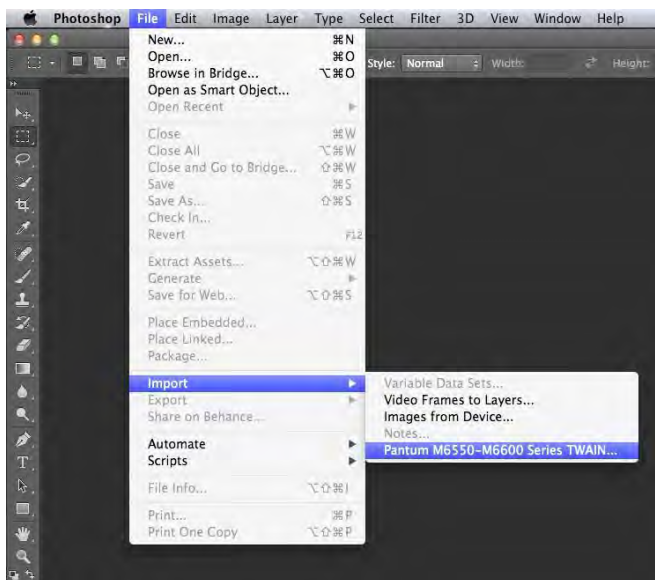 Photoshop File Edit Image Layer Type Select Filter 3D View Window Help
Style: Normal Width: Height:
New... ⌘N
Open... ⌘O
Browse in Bridge... ⌥⌘O
Open as Smart Object...
Open Recent
Close ⌘W
Close All ⌥⌘W
Close and Go to Bridge... ⇧⌘W
Save ⌘S
Save As... ⇧⌘S
Check In...
Revert F12
Extract Assets... ⌥⇧⌘W
Generate
Save for Web... ⌥⇧⌘S
Place Embedded...
Place Linked...
Package...
Import
Export
Share on Behance...
Automate
Scripts
File Info... ⌥⇧⌘I
Print... ⌘P
Print One Copy ⌥⇧⌘P
Variable Data Sets...
Video Frames to Layers...
Images from Device...
Notes...
Pantum M6550-M6600 Series TWAIN...